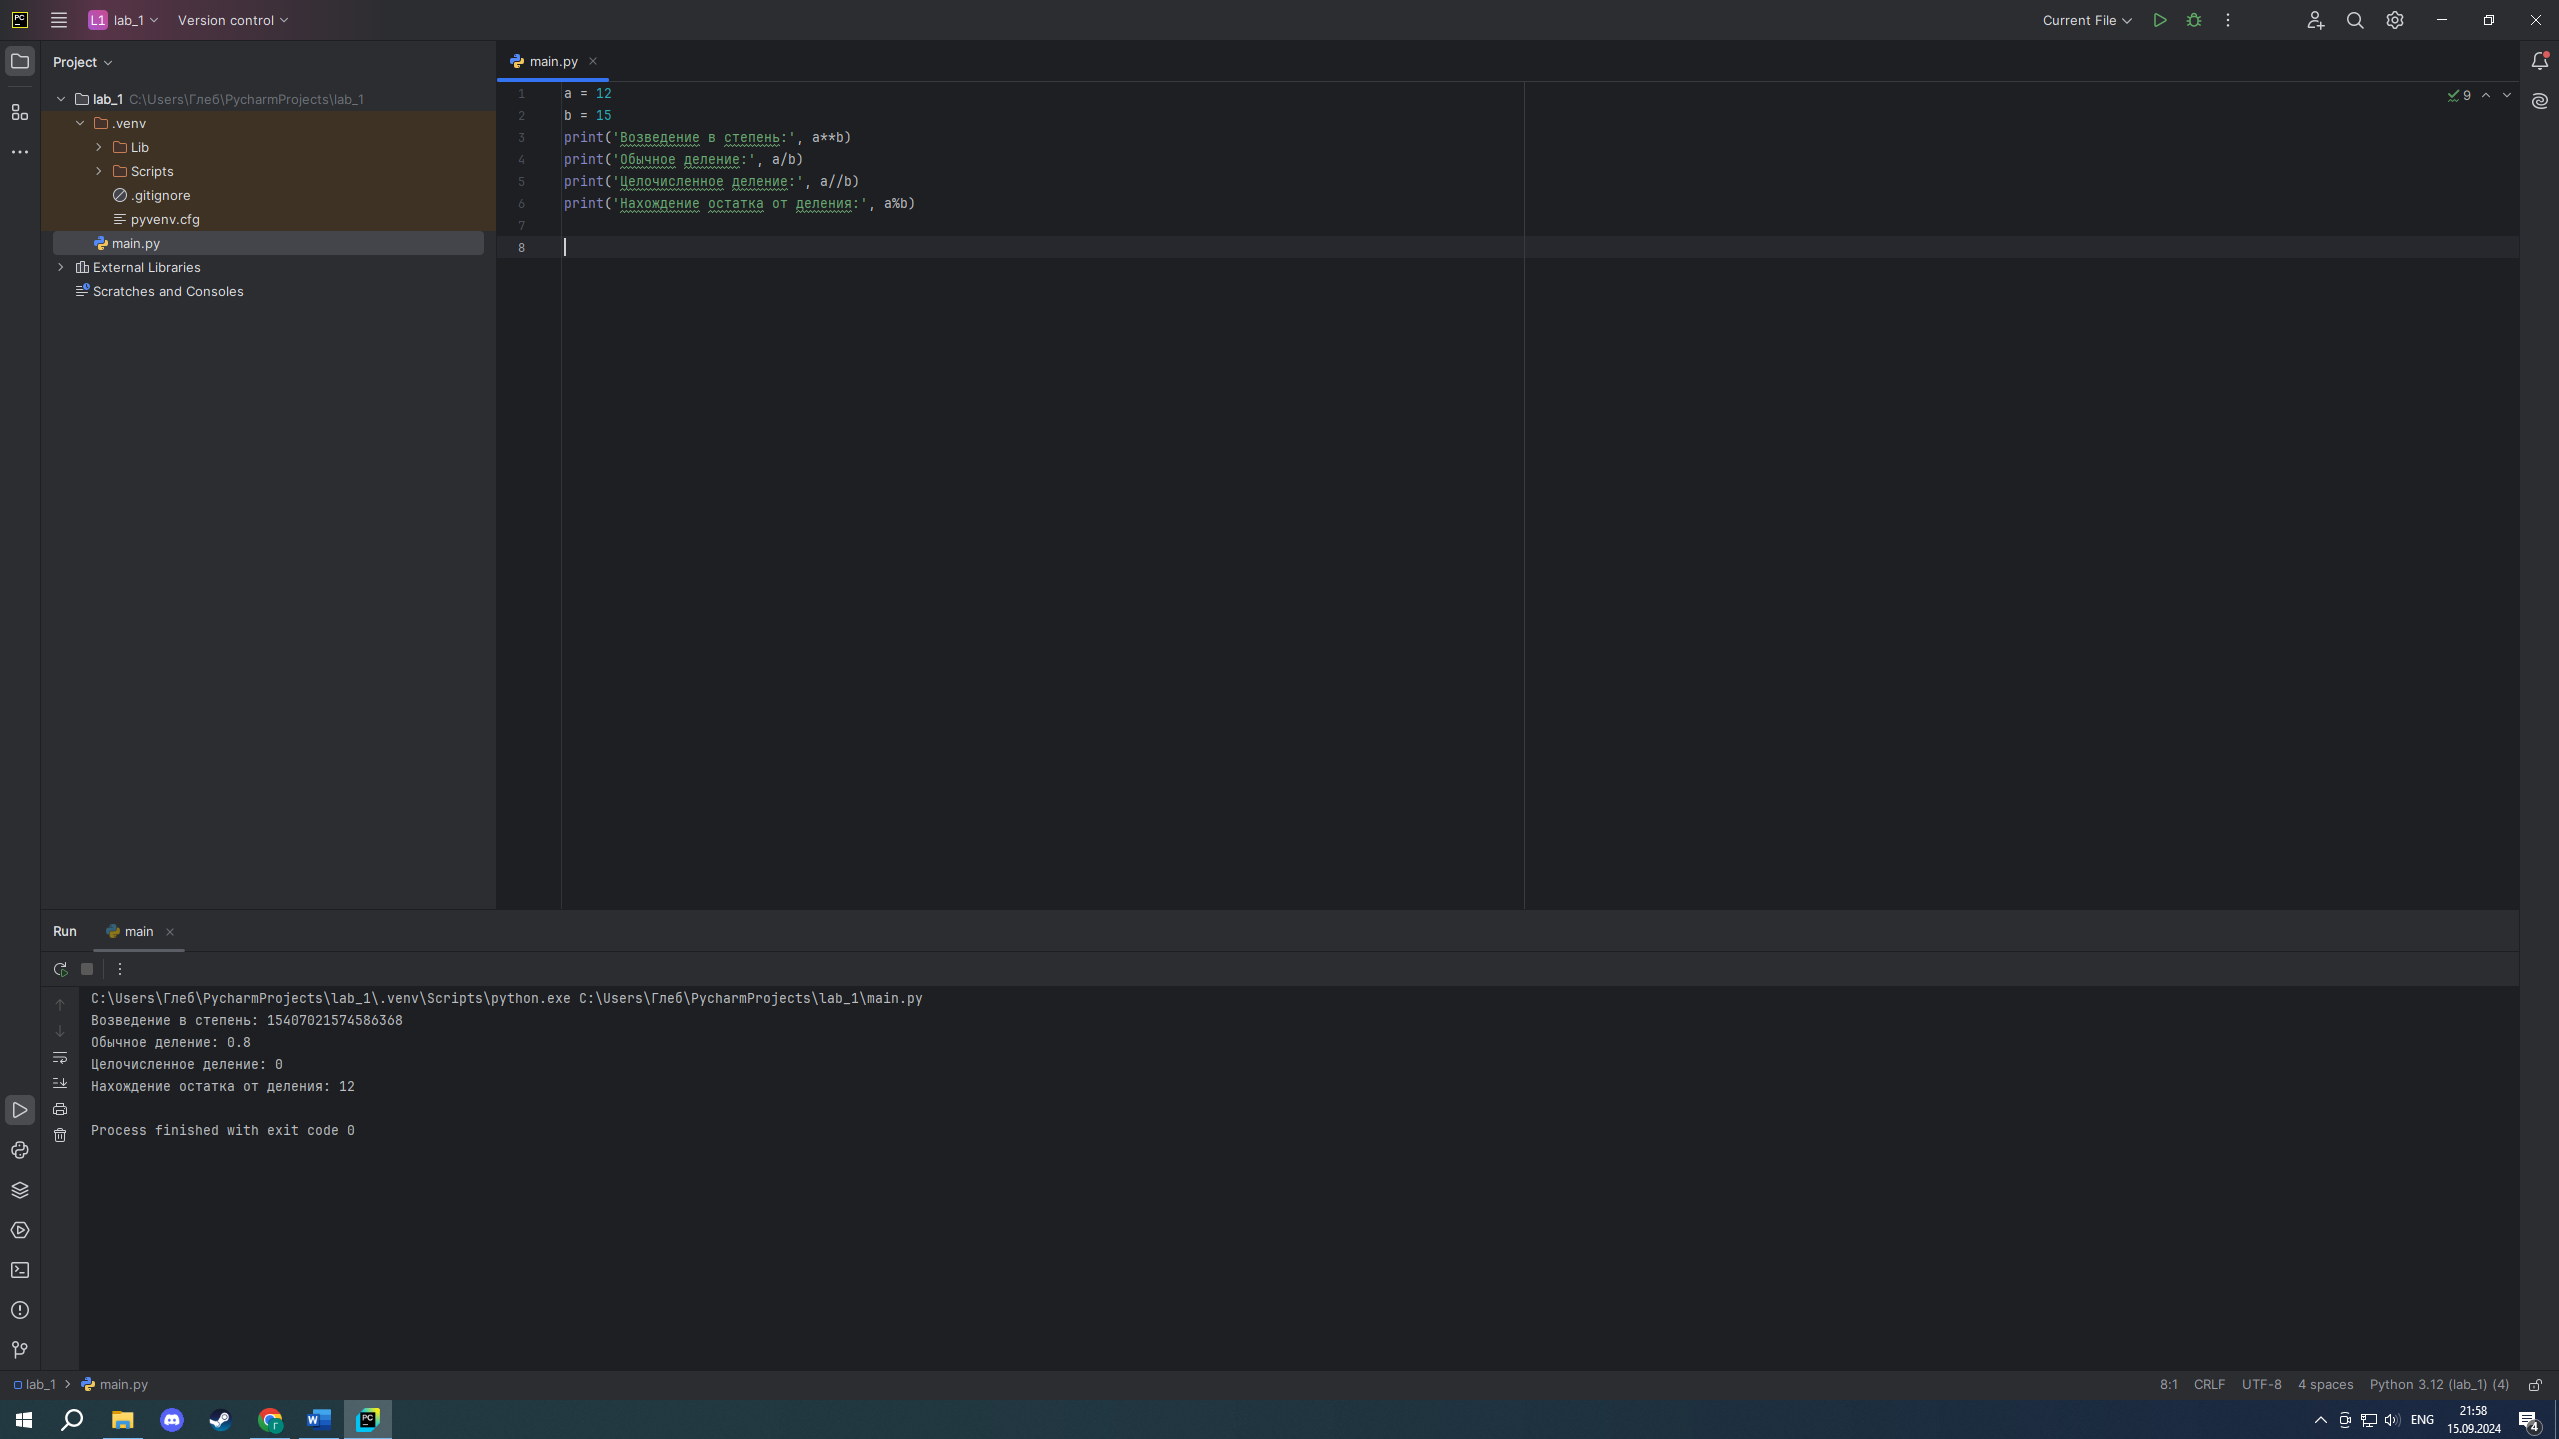 PC
L1 lab_1
Version control
Current File
Project
main.py
lab_1 C:\Users\Глеб\PycharmProjects\lab_1
.venv
Lib
Scripts
.gitignore
pyvenv.cfg
main.py
External Libraries
Scratches and Consoles
1 a = 12
2 b = 15
3 print('Возведение в степень:', a**b)
4 print('Обычное деление:', a/b)
5 print('Целочисленное деление:', a//b)
6 print('Нахождение остатка от деления:', a%b)
7
8
9
Run
main
C:\Users\Глеб\PycharmProjects\lab_1\.venv\Scripts\python.exe C:\Users\Глеб\PycharmProjects\lab_1\main.py
Возведение в степень: 15407021574586368
Обычное деление: 0.8
Целочисленное деление: 0
Нахождение остатка от деления: 12
Process finished with exit code 0
lab_1 > main.py
8:1 CRLF UTF-8 4 spaces Python 3.12 (lab_1) (4)
Г
W
PC
ENG
21:58
15.09.2024
4